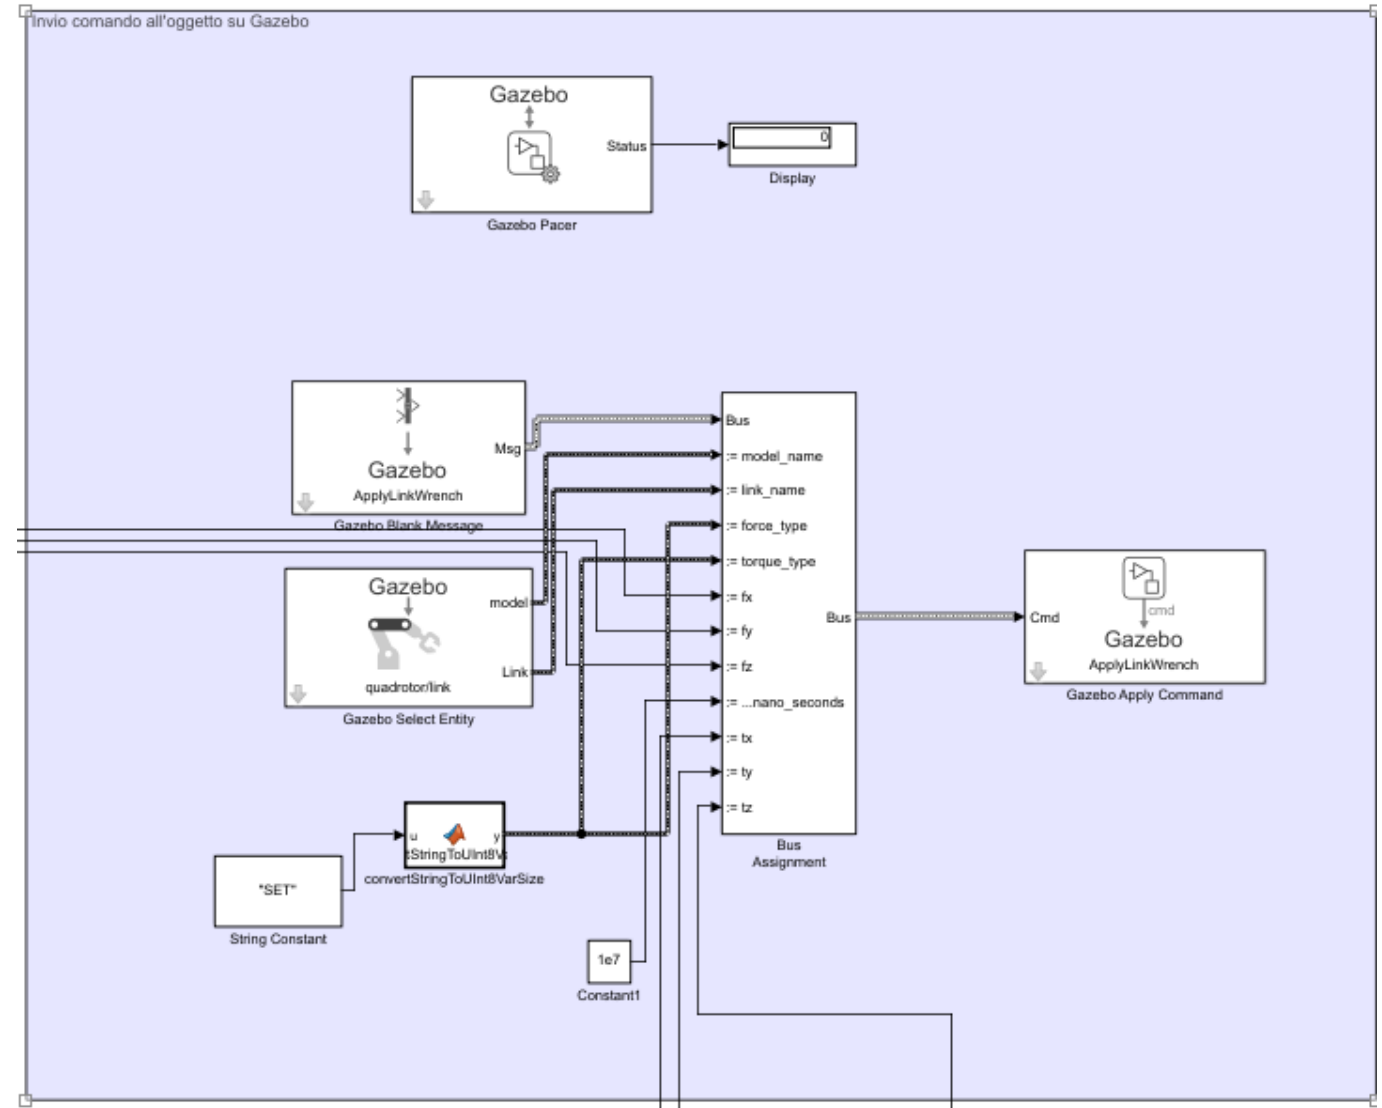 Invio comando all'oggetto su Gazebo
Gazebo
Status
Gazebo Pacer
0
Display
Msg
Gazebo
ApplyLinkWrench
Gazebo Blank Message
Gazebo
model
Link
quadrotor/link
Gazebo Select Entity
"SET"
String Constant
u
y
tStringToUInt8Va
convertStringToUInt8VarSize
1e7
Constant1
Bus
:= model_name
:= link_name
:= force_type
:= torque_type
:= fx
:= fy
:= fz
:= ...nano_seconds
:= tx
:= ty
:= tz
Bus
Bus
Assignment
Cmd
cmd
Gazebo
ApplyLinkWrench
Gazebo Apply Command